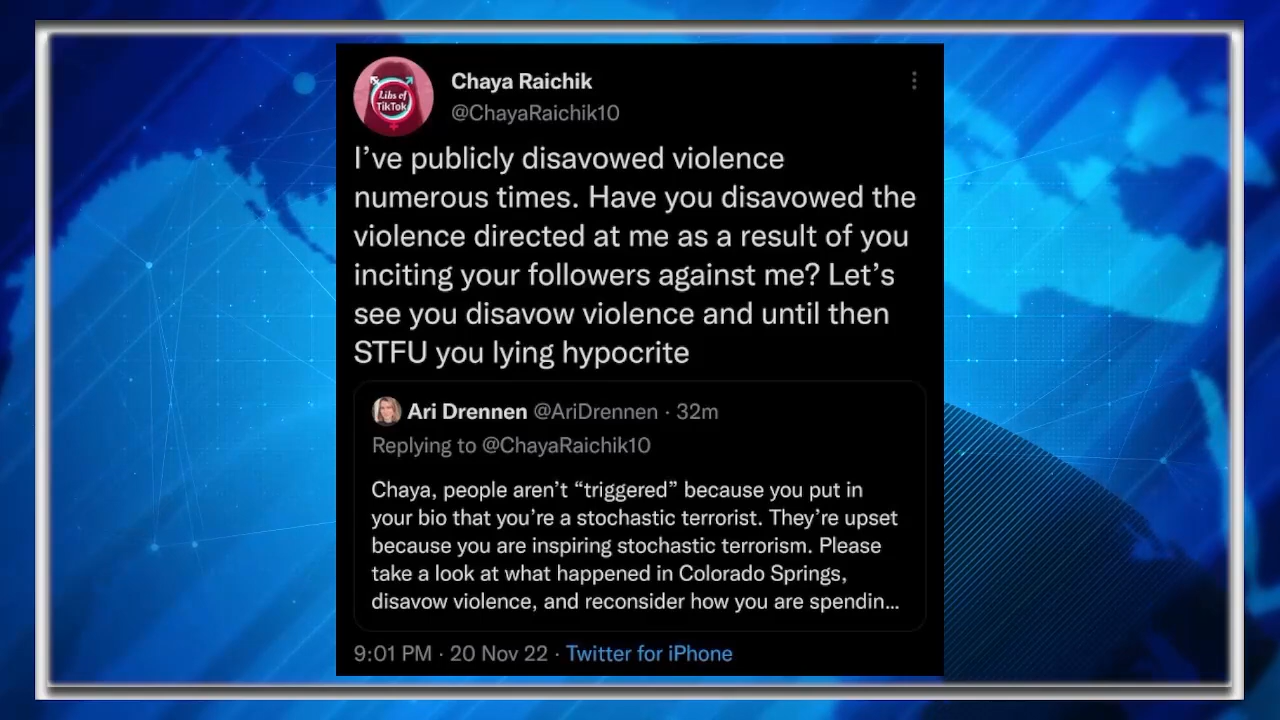 Libs of
TikTok
Chaya Raichik
@ChayaRaichik10
I’ve publicly disavowed violence
numerous times. Have you disavowed the
violence directed at me as a result of you
inciting your followers against me? Let’s
see you disavow violence and until then
STFU you lying hypocrite
Ari Drennen @AriDrennen · 32m
Replying to @ChayaRaichik10
Chaya, people aren’t “triggered” because you put in
your bio that you’re a stochastic terrorist. They’re upset
because you are inspiring stochastic terrorism. Please
take a look at what happened in Colorado Springs,
disavow violence, and reconsider how you are spendin...
9:01 PM · 20 Nov 22 · Twitter for iPhone